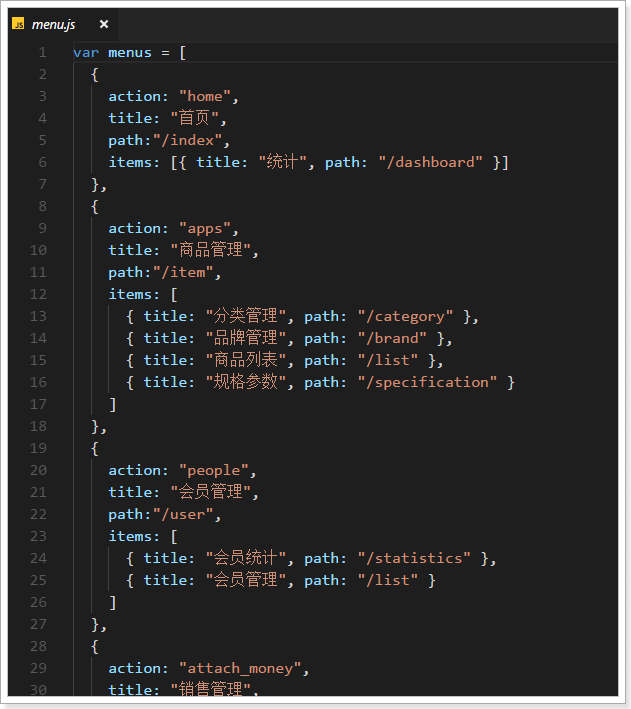 JS menu.js ×
1 var menus = [
2 {
3 action: "home",
4 title: "首页",
5 path:"/index",
6 items: [{ title: "统计", path: "/dashboard" }]
7 },
8 {
9 action: "apps",
10 title: "商品管理",
11 path:"/item",
12 items: [
13 { title: "分类管理", path: "/category" },
14 { title: "品牌管理", path: "/brand" },
15 { title: "商品列表", path: "/list" },
16 { title: "规格参数", path: "/specification" }
17 ]
18 },
19 {
20 action: "people",
21 title: "会员管理",
22 path:"/user",
23 items: [
24 { title: "会员统计", path: "/statistics" },
25 { title: "会员管理", path: "/list" }
26 ]
27 },
28 {
29 action: "attach_money",
30 title: "销售管理",